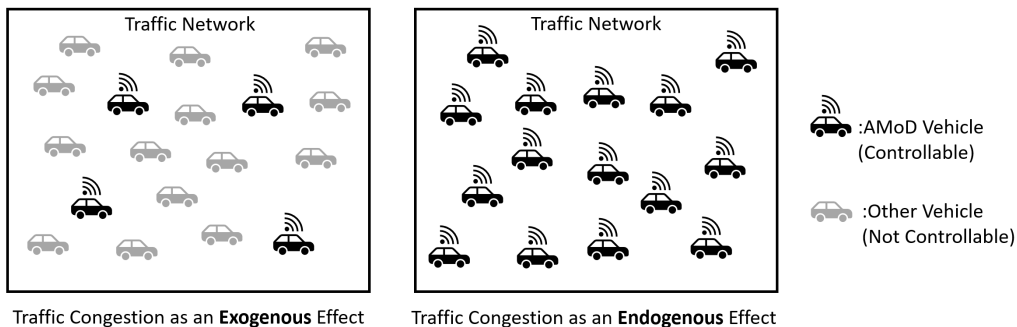 Traffic Network
Traffic Network
:AMoD Vehicle
(Controllable)
:Other Vehicle
(Not Controllable)
Traffic Congestion as an Exogenous Effect
Traffic Congestion as an Endogenous Effect